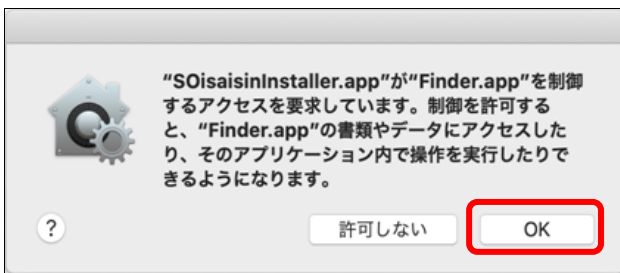 “SOisaisinInstaller.app”が“Finder.app”を制御
するアクセスを要求しています。制御を許可する
と、“Finder.app”の書類やデータにアクセスした
り、そのアプリケーション内で操作を実行したりで
きるようになります。
?
許可しない
OK